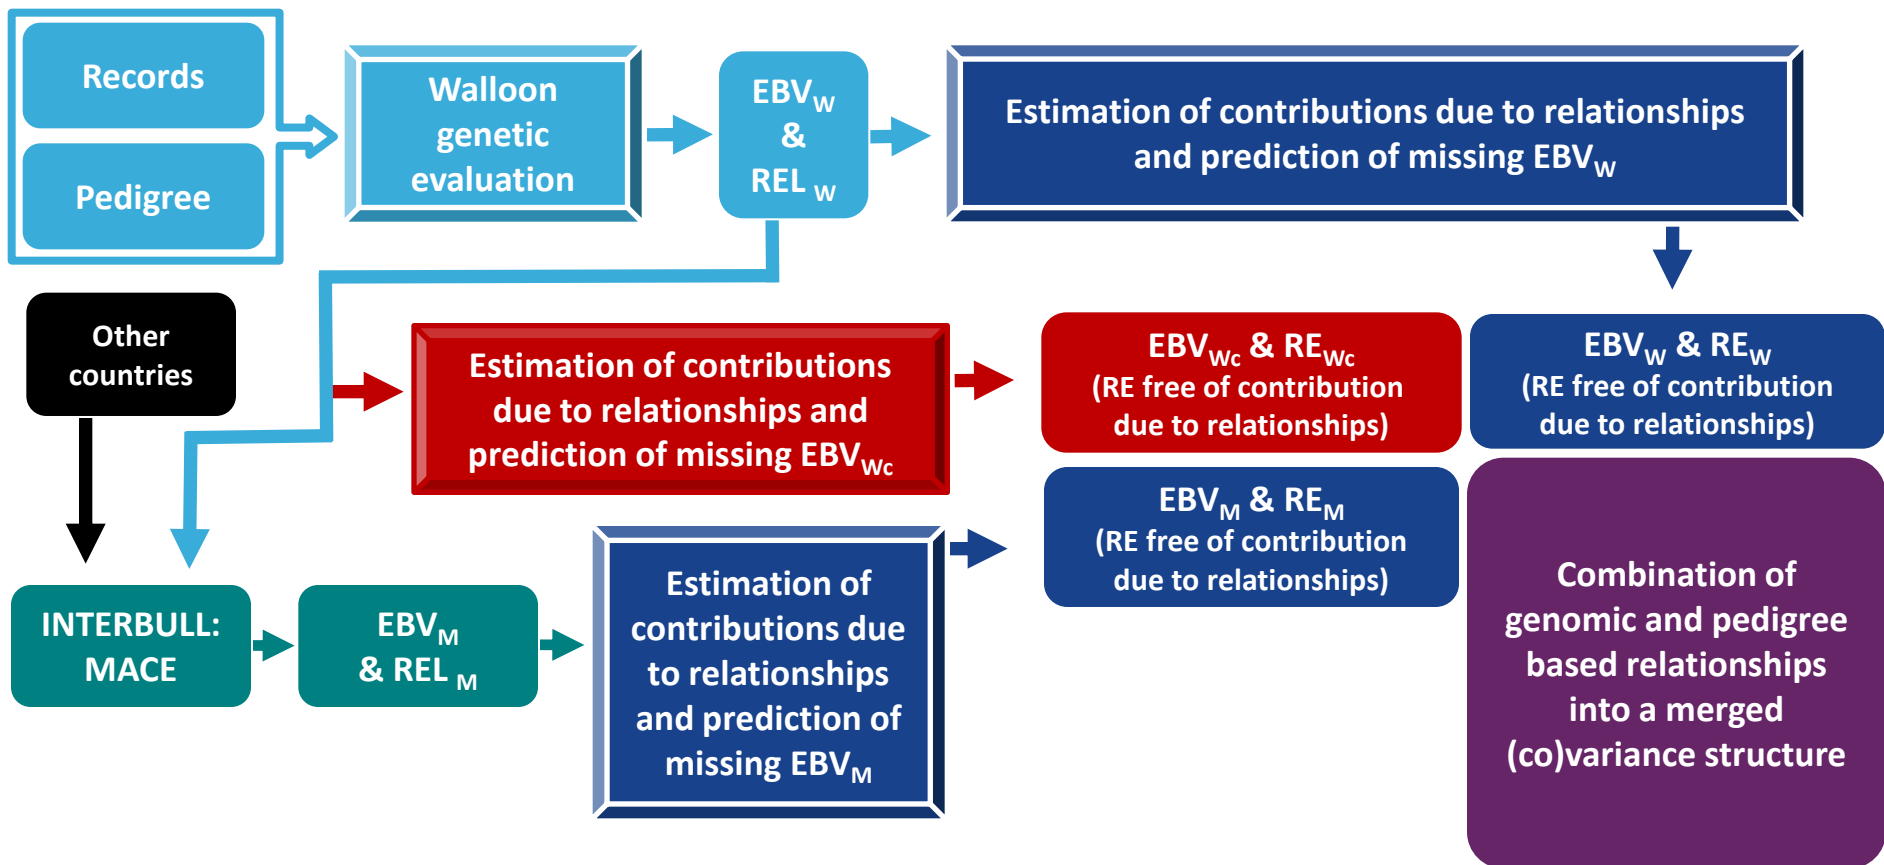 Records
Pedigree
Walloon
genetic
evaluation
EBVW
&
REL W
Estimation of contributions due to relationships
and prediction of missing EBVW
Other
countries
Estimation of contributions
due to relationships and
prediction of missing EBVWc
EBVWc & REWc
(RE free of contribution
due to relationships)
EBVW & REW
(RE free of contribution
due to relationships)
INTERBULL:
MACE
EBVM
& REL M
Estimation of
contributions due
to relationships
and prediction of
missing EBVM
EBVM & REM
(RE free of contribution
due to relationships)
Combination of
genomic and pedigree
based relationships
into a merged
(co)variance structure